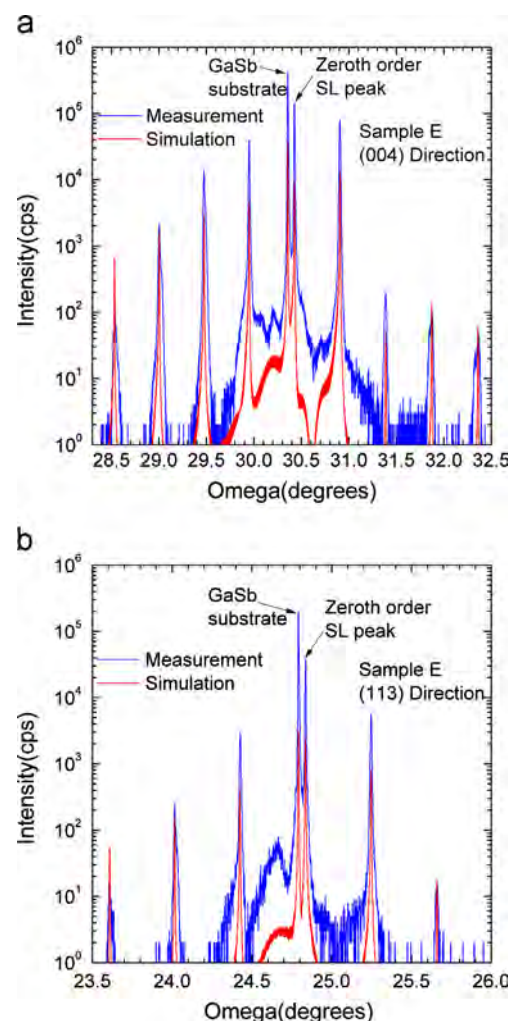 a
10^6
GaSb
substrate
Zeroth order
SL peak
10^5
Measurement
Simulation
Sample E
(004) Direction
10^4
10^3
10^2
10^1
10^0
Intensity(cps)
28.5 29.0 29.5 30.0 30.5 31.0 31.5 32.0 32.5
Omega(degrees)
b
10^6
GaSb
substrate
Zeroth order
SL peak
10^5
Measurement
Simulation
Sample E
(113) Direction
10^4
10^3
10^2
10^1
10^0
Intensity(cps)
23.5 24.0 24.5 25.0 25.5 26.0
Omega(degrees)